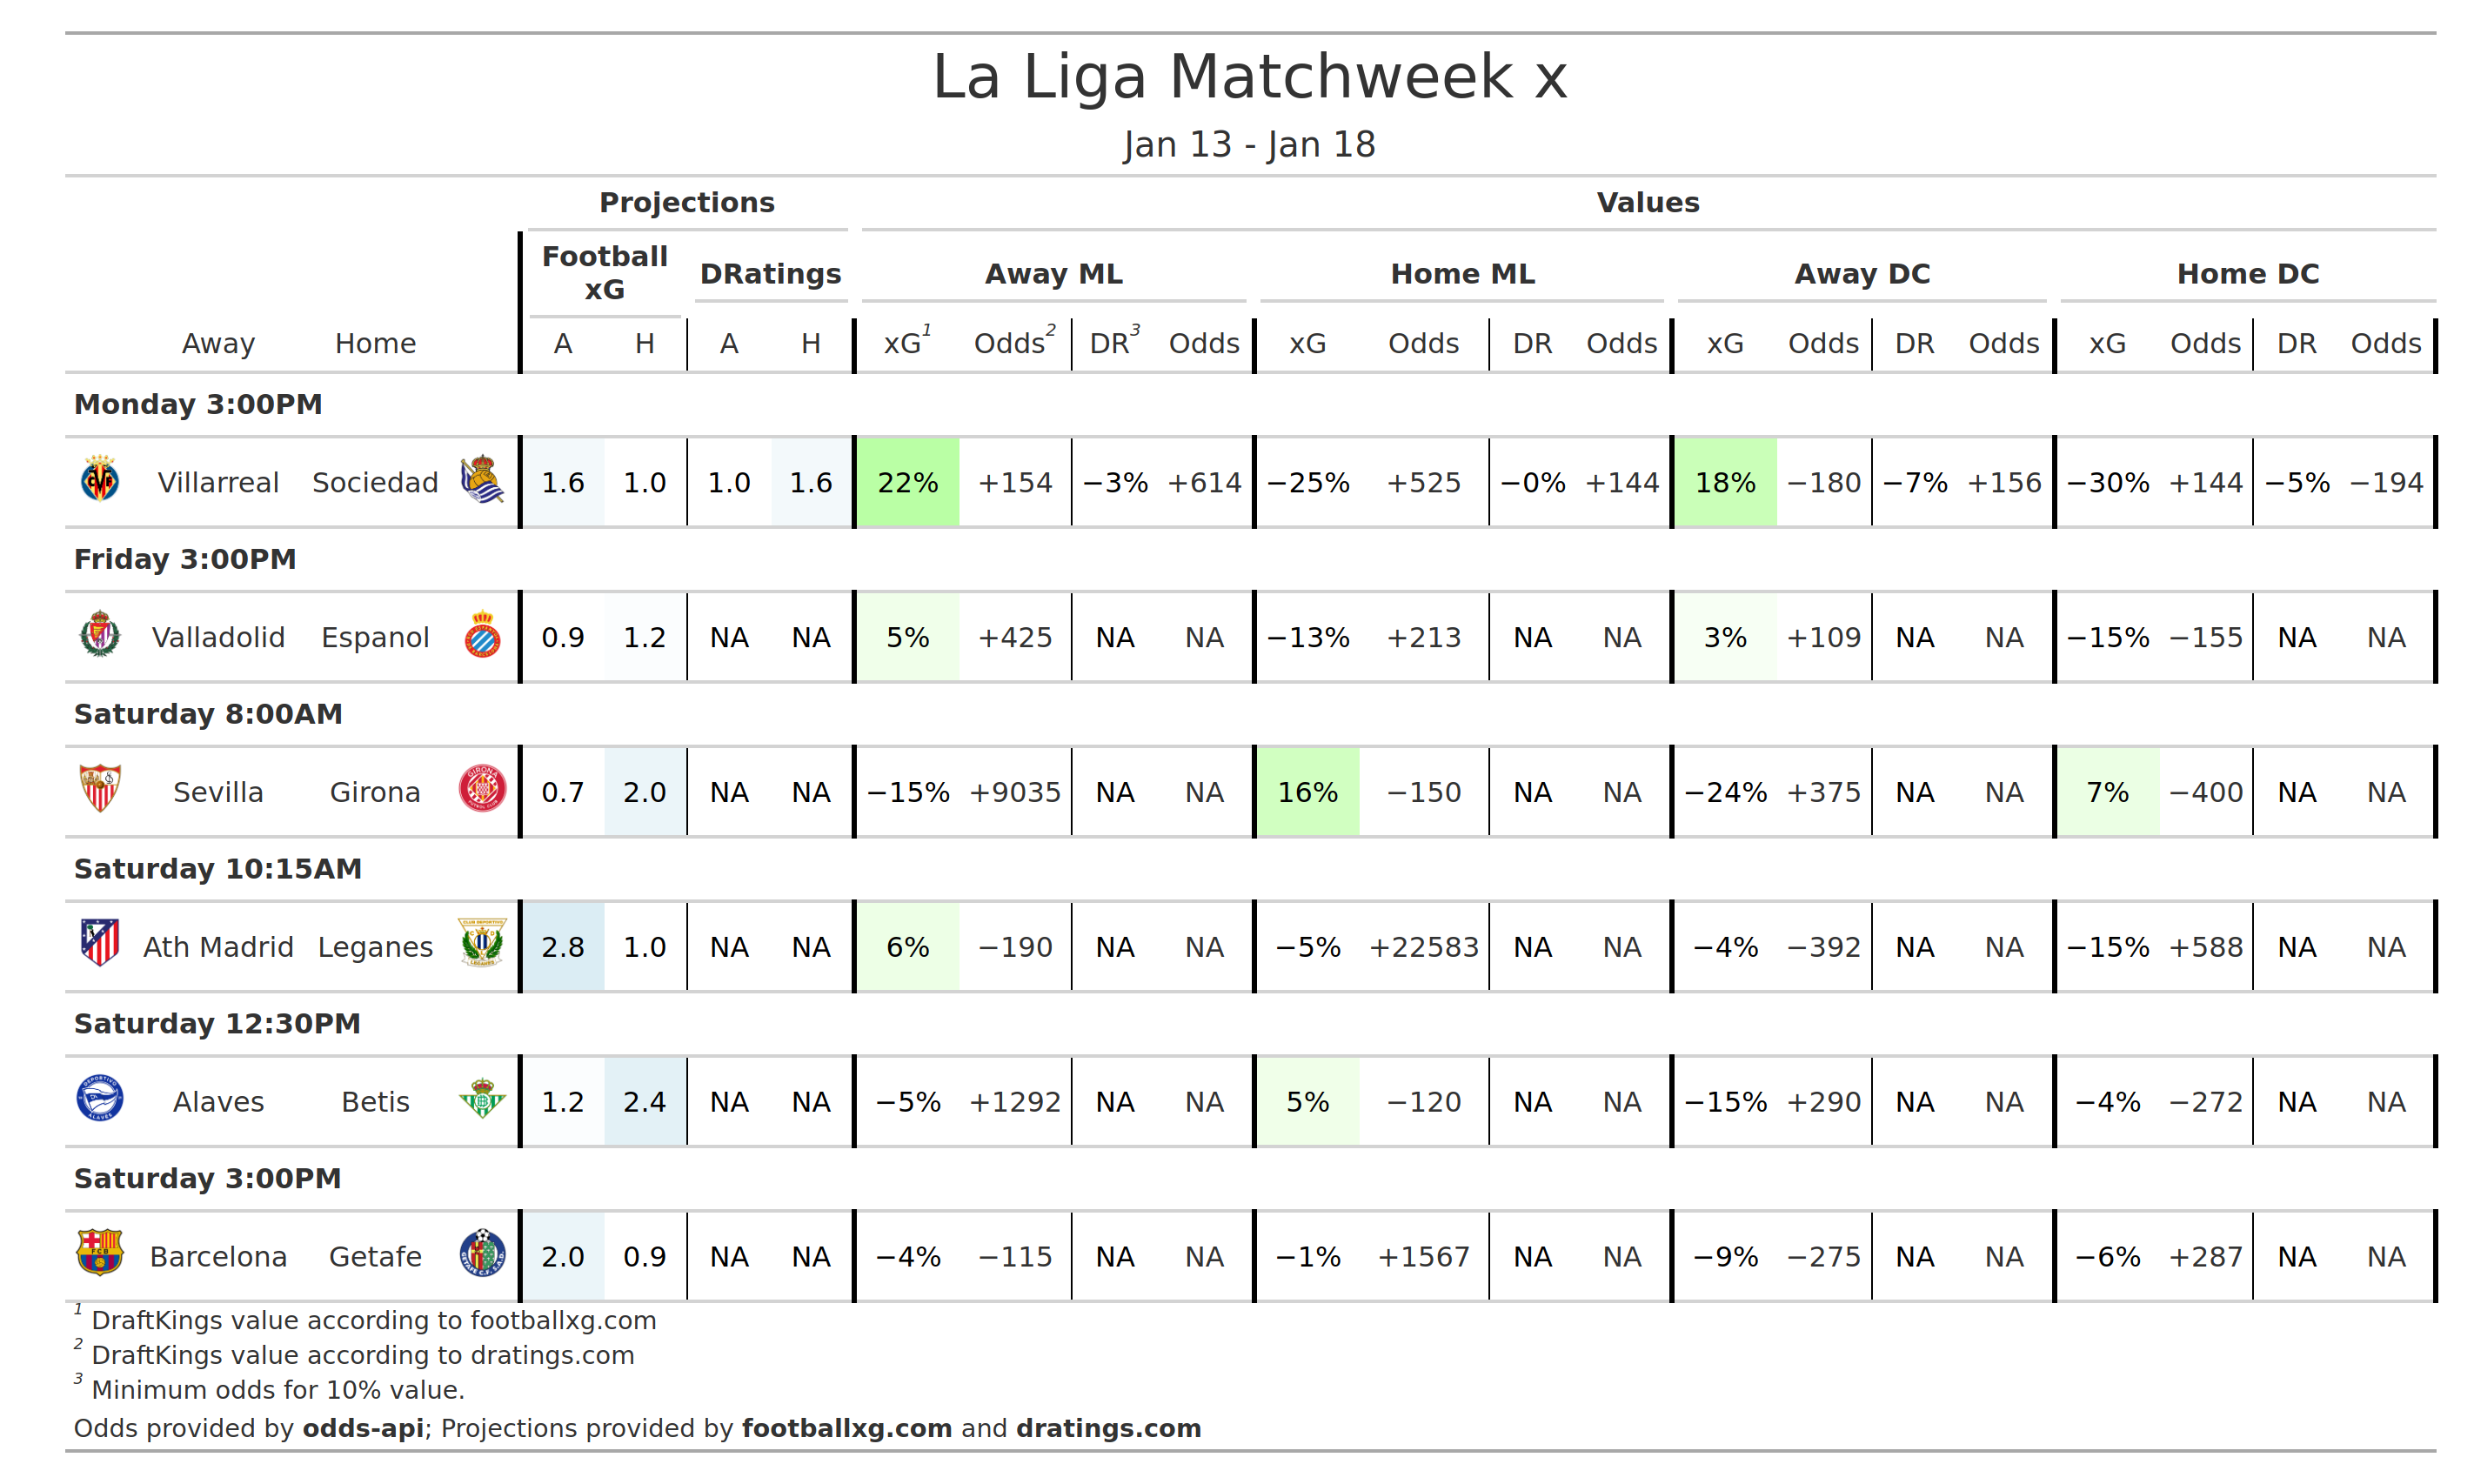 La Liga Matchweek x
Jan 13 - Jan 18
Projections Values
Football xG DRatings Away ML Home ML Away DC Home DC
Away Home A H A H xG1 Odds2 DR3 Odds xG Odds DR Odds xG Odds DR Odds xG Odds DR Odds
Monday 3:00PM
Villarreal Sociedad 1.6 1.0 1.0 1.6 22% +154 −3% +614 −25% +525 −0% +144 18% −180 −7% +156 −30% +144 −5% −194
Friday 3:00PM
Valladolid Espanol 0.9 1.2 NA NA 5% +425 NA NA −13% +213 NA NA 3% +109 NA NA −15% −155 NA NA
Saturday 8:00AM
Sevilla Girona 0.7 2.0 NA NA −15% +9035 NA NA 16% −150 NA NA −24% +375 NA NA 7% −400 NA NA
Saturday 10:15AM
Ath Madrid Leganes 2.8 1.0 NA NA 6% −190 NA NA −5% +22583 NA NA −4% −392 NA NA −15% +588 NA NA
Saturday 12:30PM
Alaves Betis 1.2 2.4 NA NA −5% +1292 NA NA 5% −120 NA NA −15% +290 NA NA −4% −272 NA NA
Saturday 3:00PM
Barcelona Getafe 2.0 0.9 NA NA −4% −115 NA NA −1% +1567 NA NA −9% −275 NA NA −6% +287 NA NA
1 DraftKings value according to footballxg.com
2 DraftKings value according to dratings.com
3 Minimum odds for 10% value.
Odds provided by odds-api; Projections provided by footballxg.com and dratings.com